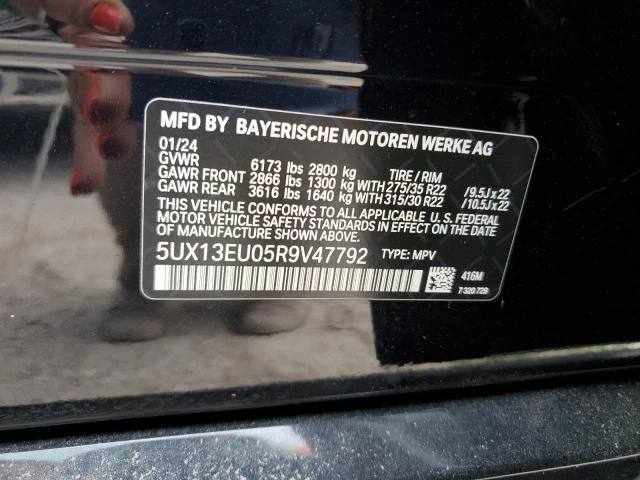 MFD BY BAYERISCHE MOTOREN WERKE AG
01/24
GVWR 6173 lbs 2800 kg TIRE / RIM
GAWR FRONT 2866 lbs 1300 kg WITH 275/35 R22 /9.5Jx22
GAWR REAR 3616 lbs 1640 kg WITH 315/30 R22 /10.5Jx22
THIS VEHICLE CONFORMS TO ALL APPLICABLE U.S. FEDERAL
MOTOR VEHICLE SAFETY STANDARDS IN EFFECT ON THE DATE
OF MANUFACTURE SHOWN ABOVE.
5UX13EU05R9V47792 TYPE: MPV
416M
7 320 729